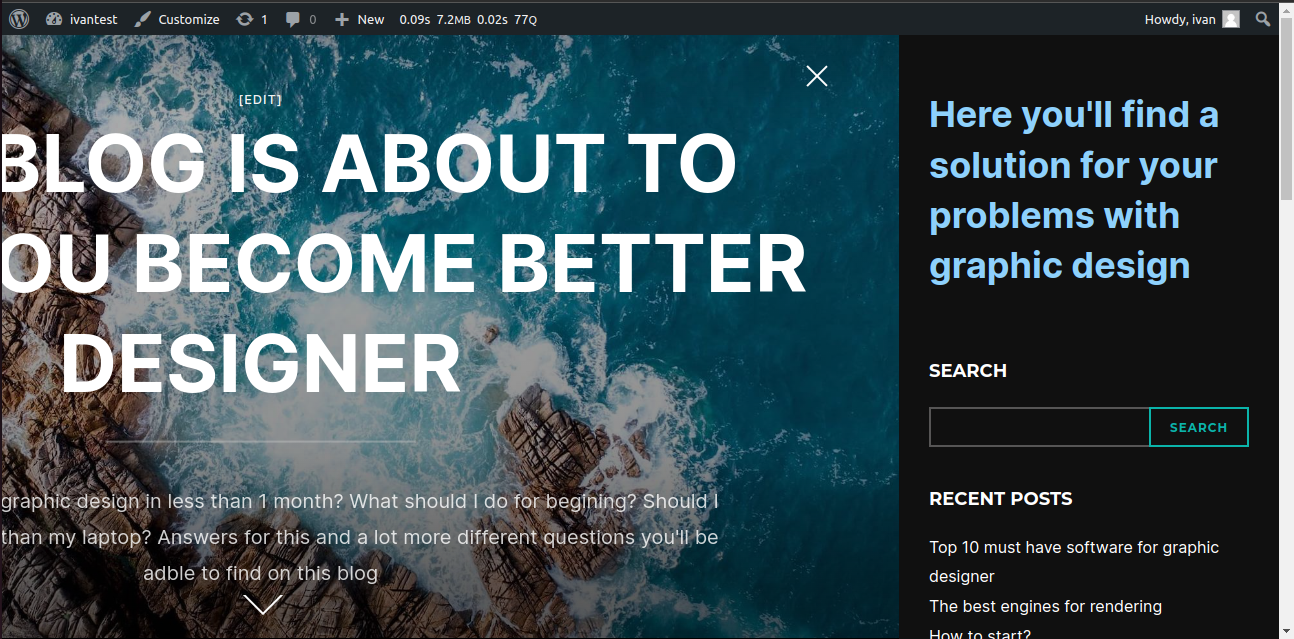 ivantest Customize 1 0 New 0.09s 7.2MB 0.02s 77Q Howdy, ivan
[EDIT]
BLOG IS ABOUT TO
OU BECOME BETTER
DESIGNER
graphic design in less than 1 month? What should I do for begining? Should I
than my laptop? Answers for this and a lot more different questions you'll be
adble to find on this blog
Here you'll find a
solution for your
problems with
graphic design
SEARCH
SEARCH
RECENT POSTS
Top 10 must have software for graphic
designer
The best engines for rendering
How to start?